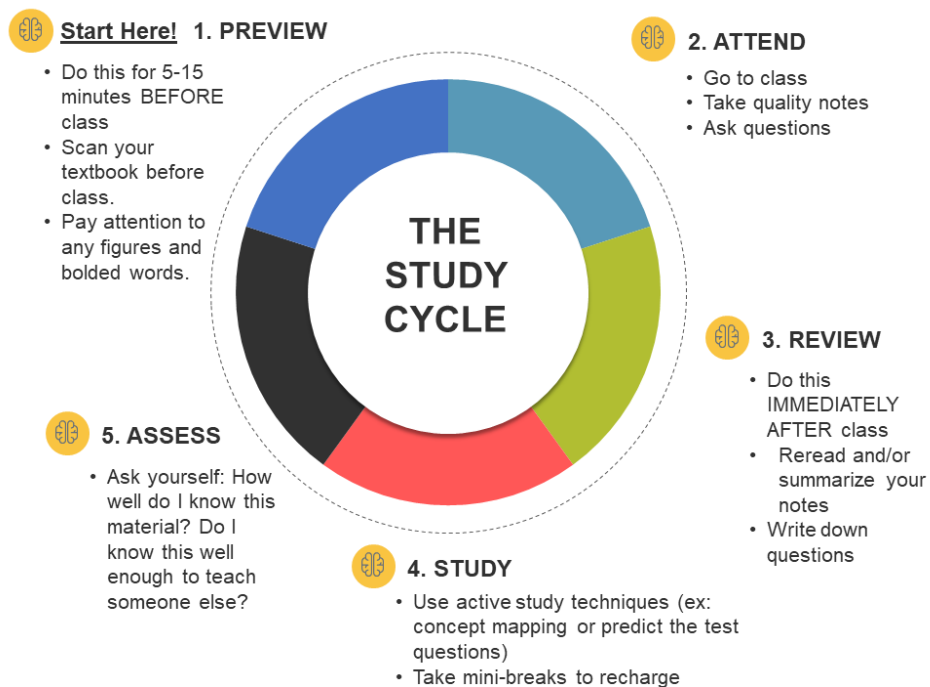 Start Here! 1. PREVIEW
• Do this for 5-15
minutes BEFORE
class
• Scan your
textbook before
class.
• Pay attention to
any figures and
bolded words.
2. ATTEND
• Go to class
• Take quality notes
• Ask questions
THE
STUDY
CYCLE
3. REVIEW
• Do this
IMMEDIATELY
AFTER class
• Reread and/or
summarize your
notes
• Write down
questions
4. STUDY
• Use active study techniques (ex:
concept mapping or predict the test
questions)
• Take mini-breaks to recharge
5. ASSESS
• Ask yourself: How
well do I know this
material? Do I
know this well
enough to teach
someone else?